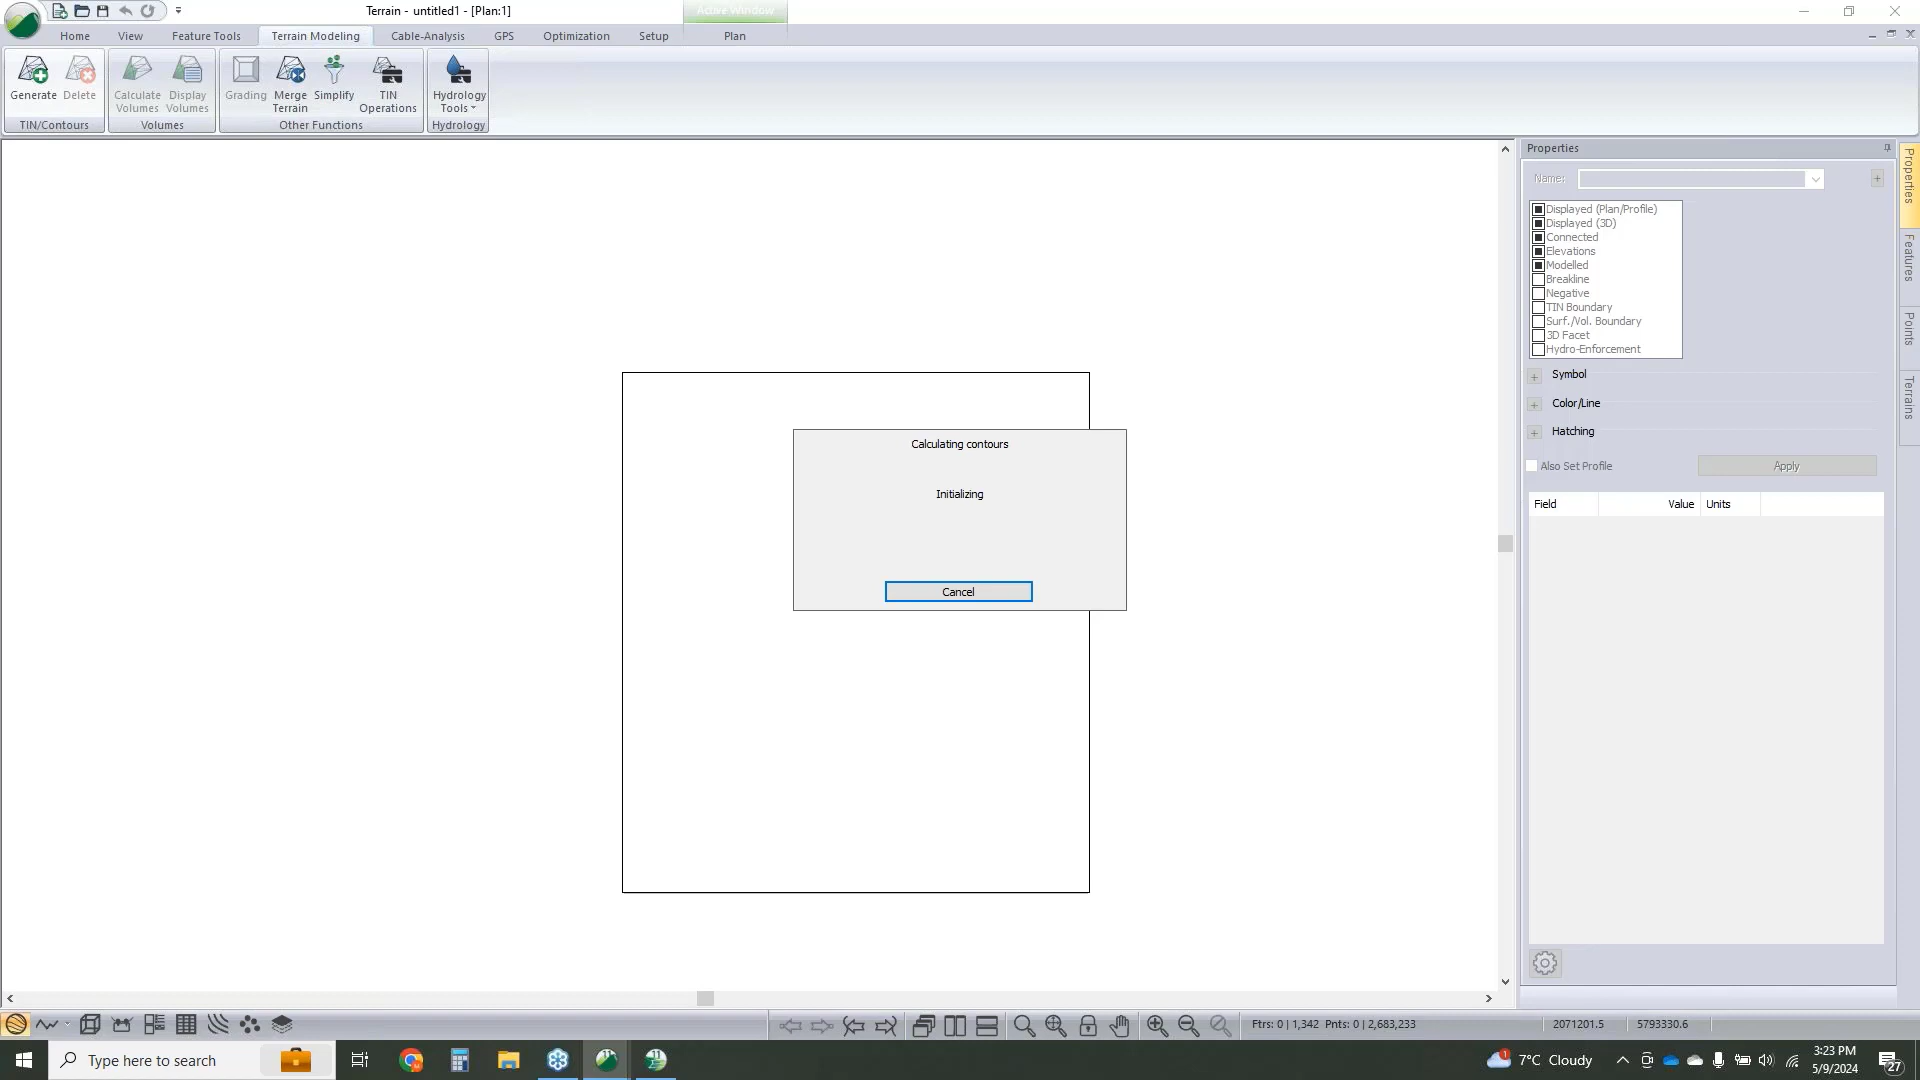 Terrain - untitled1 - [Plan:1]
Active Window
Home
View
Feature Tools
Terrain Modeling
Cable-Analysis
GPS
Optimization
Setup
Plan
Generate
Delete
Calculate
Volumes
Display
Volumes
Grading
Merge
Terrain
Simplify
TIN
Operations
Hydrology
Tools
TIN/Contours
Volumes
Other Functions
Hydrology
Calculating contours
Initializing
Cancel
Properties
Name:
Displayed (Plan/Profile)
Displayed (3D)
Connected
Elevations
Modelled
Breakline
Negative
TIN Boundary
Surf./Vol. Boundary
3D Facet
Hydro-Enforcement
Symbol
Color/Line
Hatching
Also Set Profile
Apply
Field
Value
Units
Properties
Features
Points
Terrains
Ftrs: 0 | 1,342 Pnts: 0 | 2,683,233
2071201.5
5793330.6
Type here to search
1
7°C Cloudy
3:23 PM
5/9/2024
27